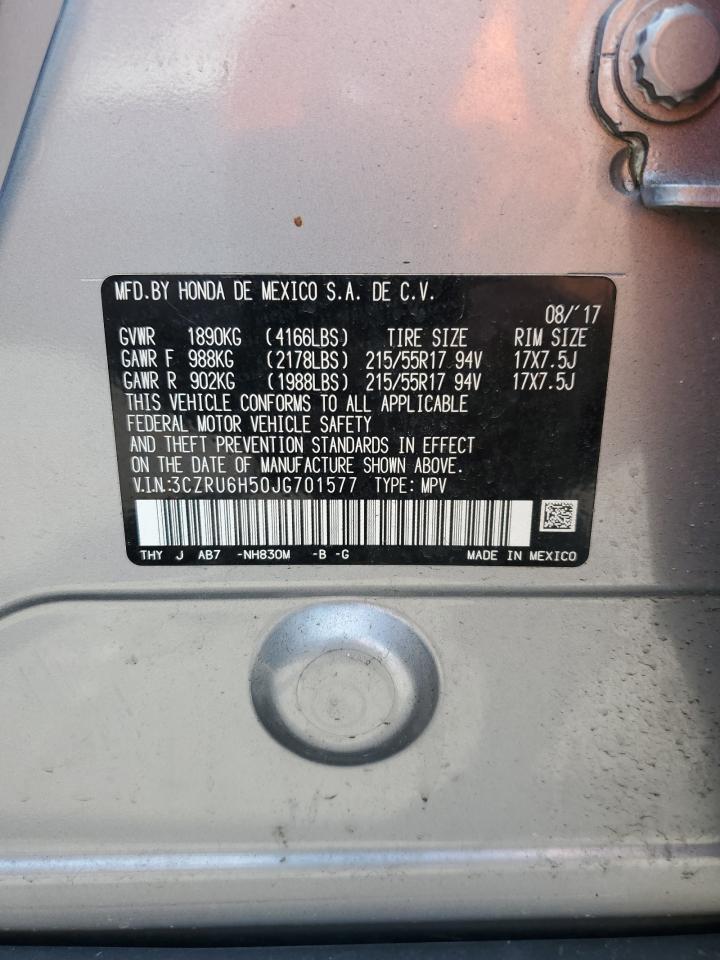 MFD.BY HONDA DE MEXICO S.A. DE C.V.
08/'17
GVWR 1890KG (4166LBS) TIRE SIZE RIM SIZE
GAWR F 988KG (2178LBS) 215/55R17 94V 17X7.5J
GAWR R 902KG (1988LBS) 215/55R17 94V 17X7.5J
THIS VEHICLE CONFORMS TO ALL APPLICABLE
FEDERAL MOTOR VEHICLE SAFETY
AND THEFT PREVENTION STANDARDS IN EFFECT
ON THE DATE OF MANUFACTURE SHOWN ABOVE.
V.I.N:3CZRU6H50JG701577 TYPE: MPV
THY J AB7 -NH830M -B -G MADE IN MEXICO